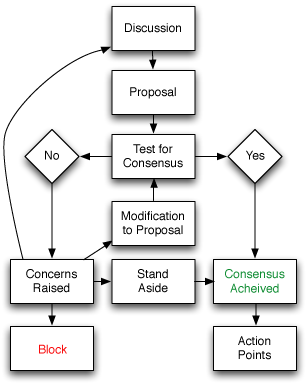 Discussion
Proposal
No
Test for
Consensus
Yes
Modification
to Proposal
Concerns
Raised
Stand
Aside
Consensus
Acheived
Block
Action
Points